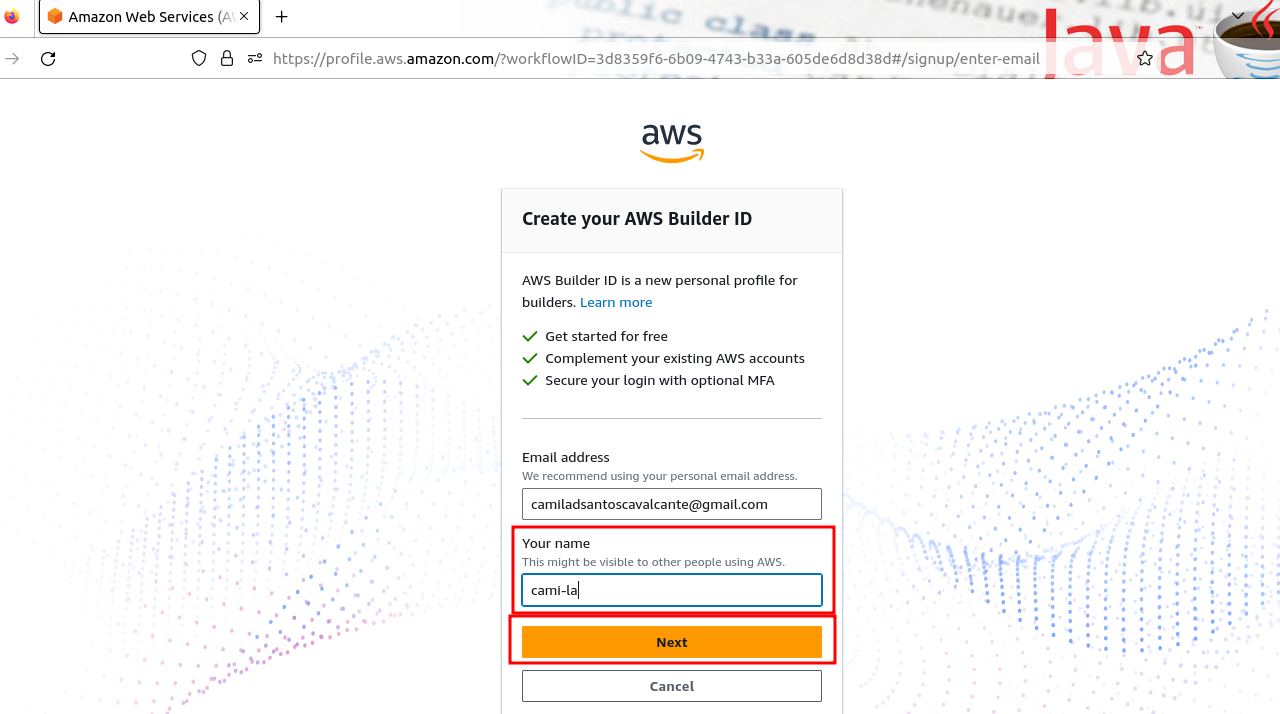 public class
Amazon Web Services (A
https://profile.aws.amazon.com/?workflowID=3d8359f6-6b09-4743-b33a-605de6d8d38d#/signup/enter-email
Java
aws
Create your AWS Builder ID
AWS Builder ID is a new personal profile for
builders. Learn more
Get started for free
Complement your existing AWS accounts
Secure your login with optional MFA
Email address
We recommend using your personal email address.
camiladsantoscavalcante@gmail.com
Your name
This might be visible to other people using AWS.
cami-la
Next
Cancel